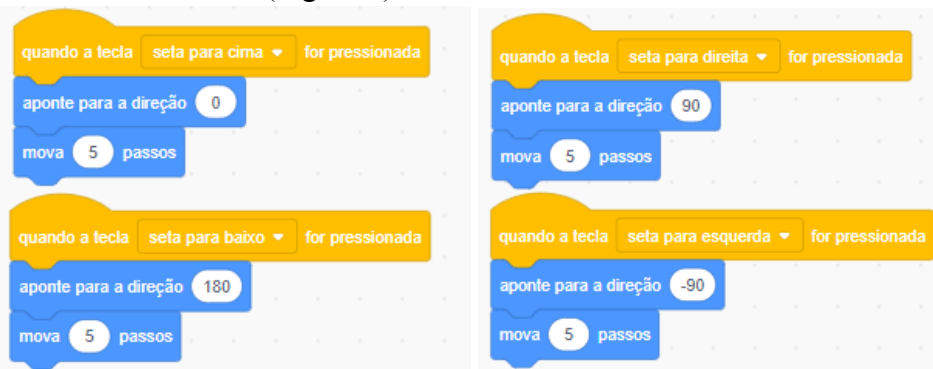 quando a tecla seta para cima for pressionada
aponte para a direção 0
mova 5 passos
quando a tecla seta para baixo for pressionada
aponte para a direção 180
mova 5 passos
quando a tecla seta para direita for pressionada
aponte para a direção 90
mova 5 passos
quando a tecla seta para esquerda for pressionada
aponte para a direção -90
mova 5 passos